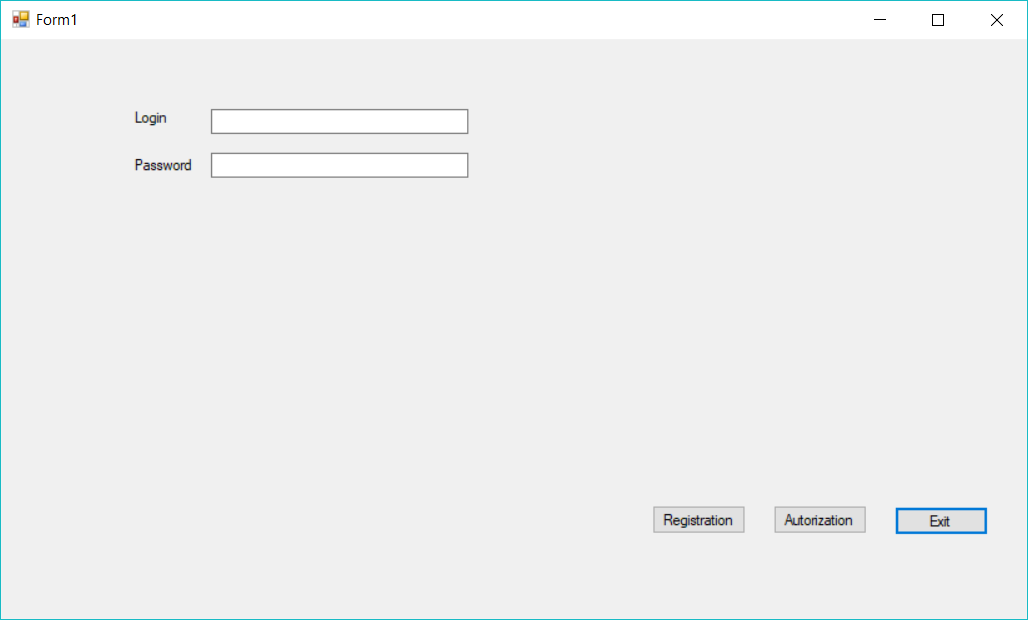 Form1
Login
Password
Registration Autorization Exit